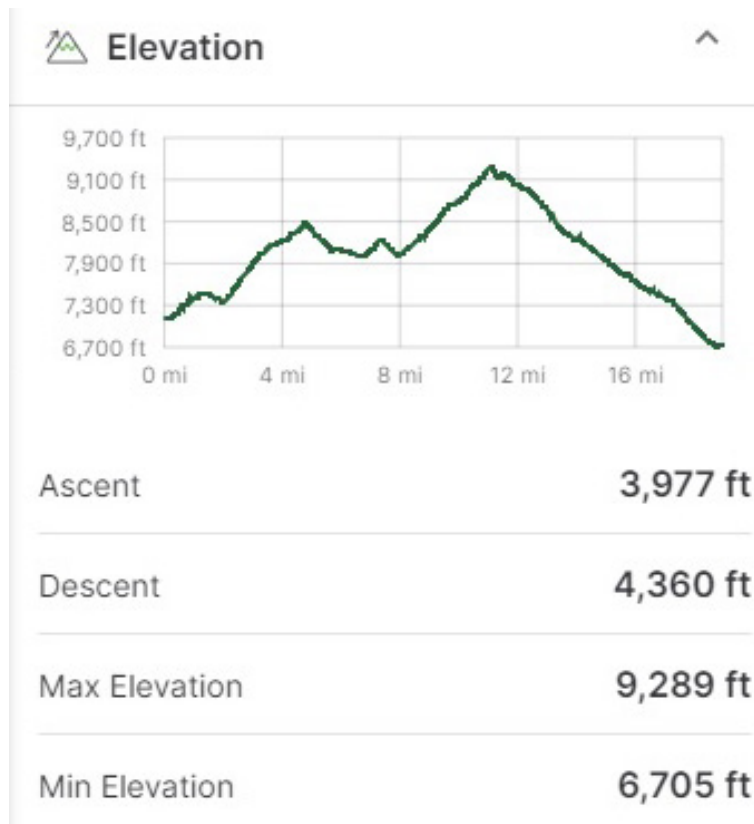 Elevation
9,700 ft
9,100 ft
8,500 ft
7,900 ft
7,300 ft
6,700 ft
0 mi 4 mi 8 mi 12 mi 16 mi
Ascent 3,977 ft
Descent 4,360 ft
Max Elevation 9,289 ft
Min Elevation 6,705 ft